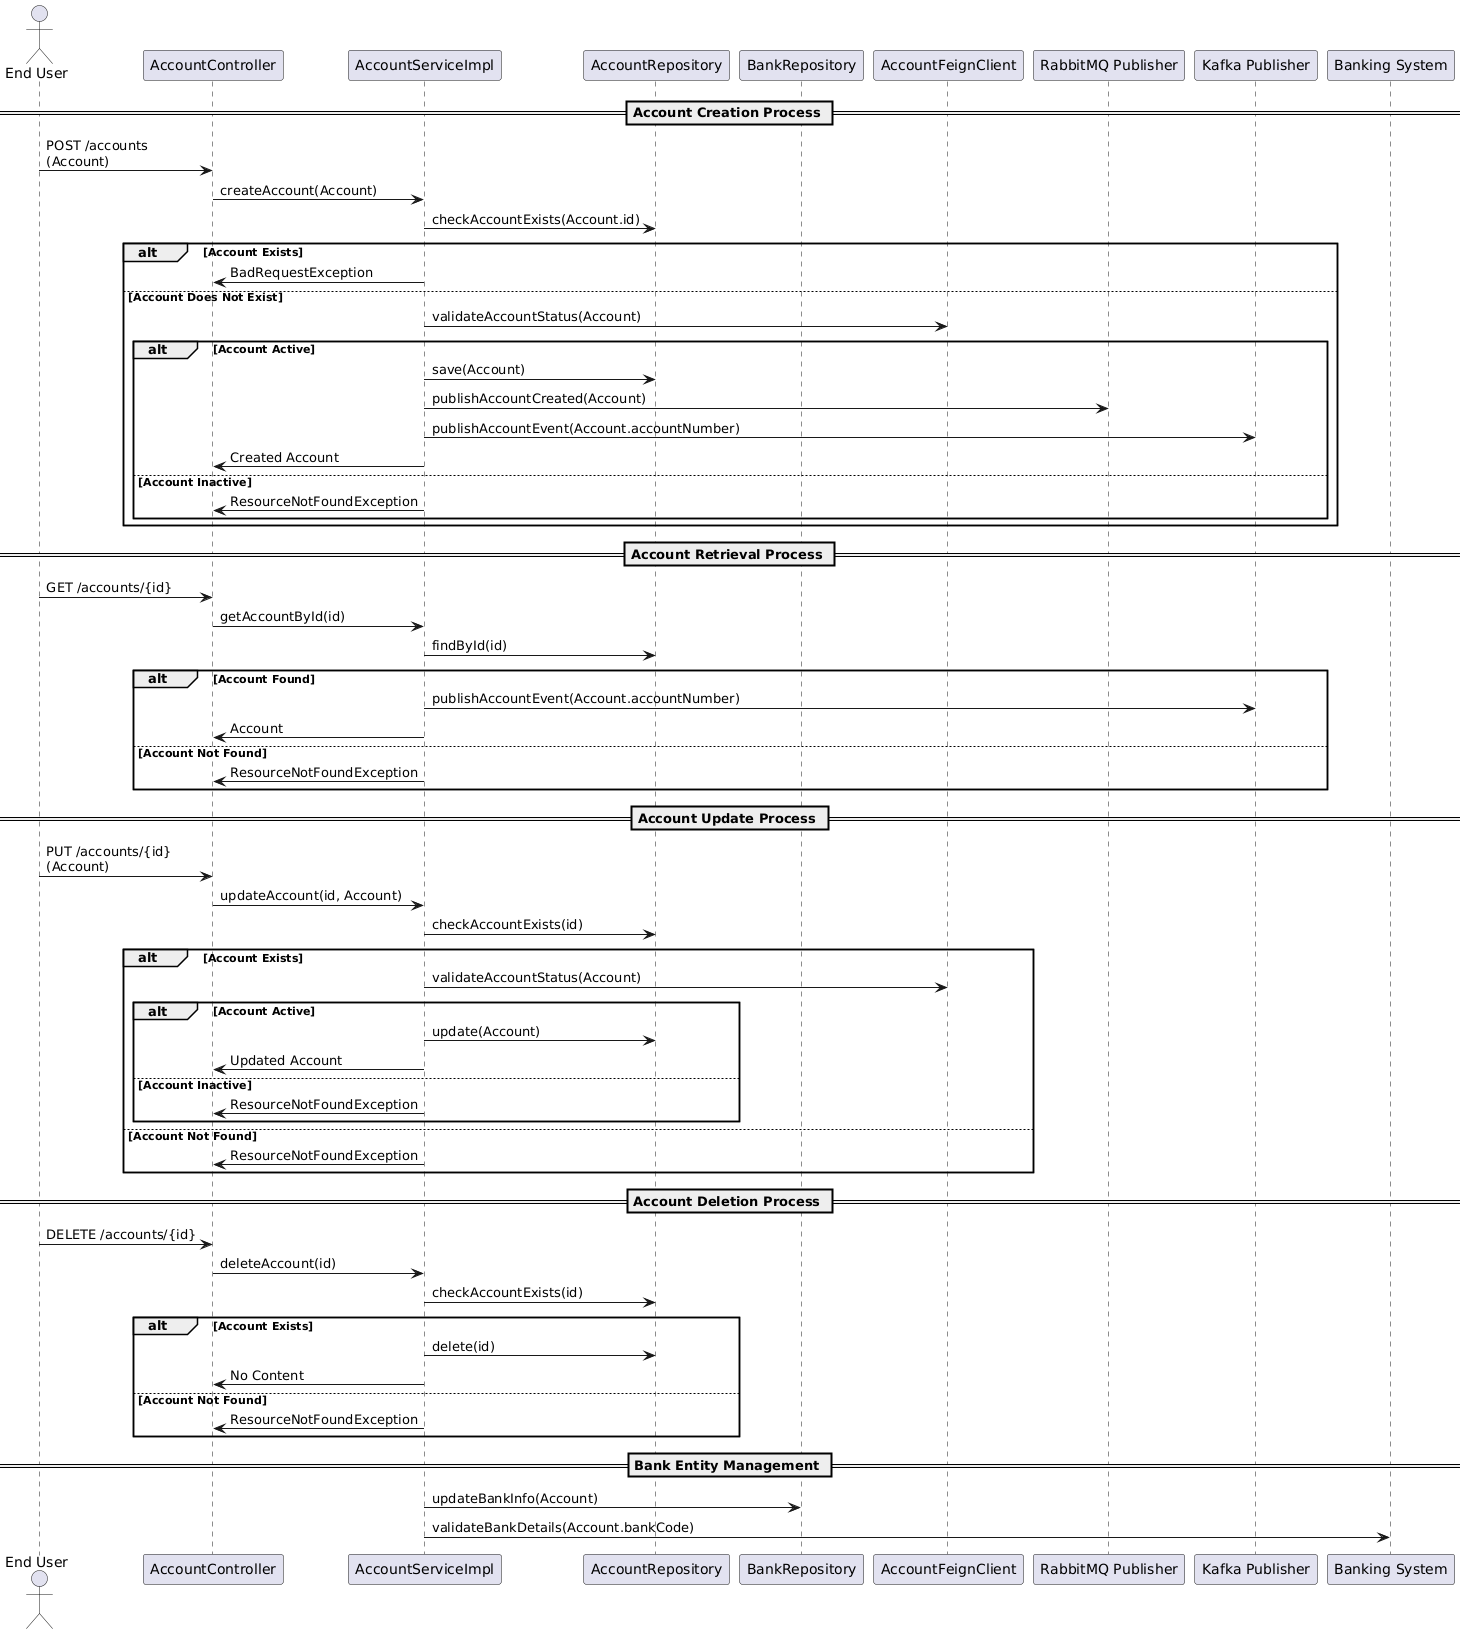 End User
AccountController
AccountServiceImpl
AccountRepository
BankRepository
AccountFeignClient
RabbitMQ Publisher
Kafka Publisher
Banking System
Account Creation Process
POST /accounts
(Account)
createAccount(Account)
checkAccountExists(Account.id)
alt
[Account Exists]
BadRequestException
[Account Does Not Exist]
validateAccountStatus(Account)
alt
[Account Active]
save(Account)
publishAccountCreated(Account)
publishAccountEvent(Account.accountNumber)
Created Account
[Account Inactive]
ResourceNotFoundException
Account Retrieval Process
GET /accounts/{id}
getAccountById(id)
findById(id)
alt
[Account Found]
publishAccountEvent(Account.accountNumber)
Account
[Account Not Found]
ResourceNotFoundException
Account Update Process
PUT /accounts/{id}
(Account)
updateAccount(id, Account)
checkAccountExists(id)
alt
[Account Exists]
validateAccountStatus(Account)
alt
[Account Active]
update(Account)
Updated Account
[Account Inactive]
ResourceNotFoundException
[Account Not Found]
ResourceNotFoundException
Account Deletion Process
DELETE /accounts/{id}
deleteAccount(id)
checkAccountExists(id)
alt
[Account Exists]
delete(id)
No Content
[Account Not Found]
ResourceNotFoundException
Bank Entity Management
updateBankInfo(Account)
validateBankDetails(Account.bankCode)
End User
AccountController
AccountServiceImpl
AccountRepository
BankRepository
AccountFeignClient
RabbitMQ Publisher
Kafka Publisher
Banking System